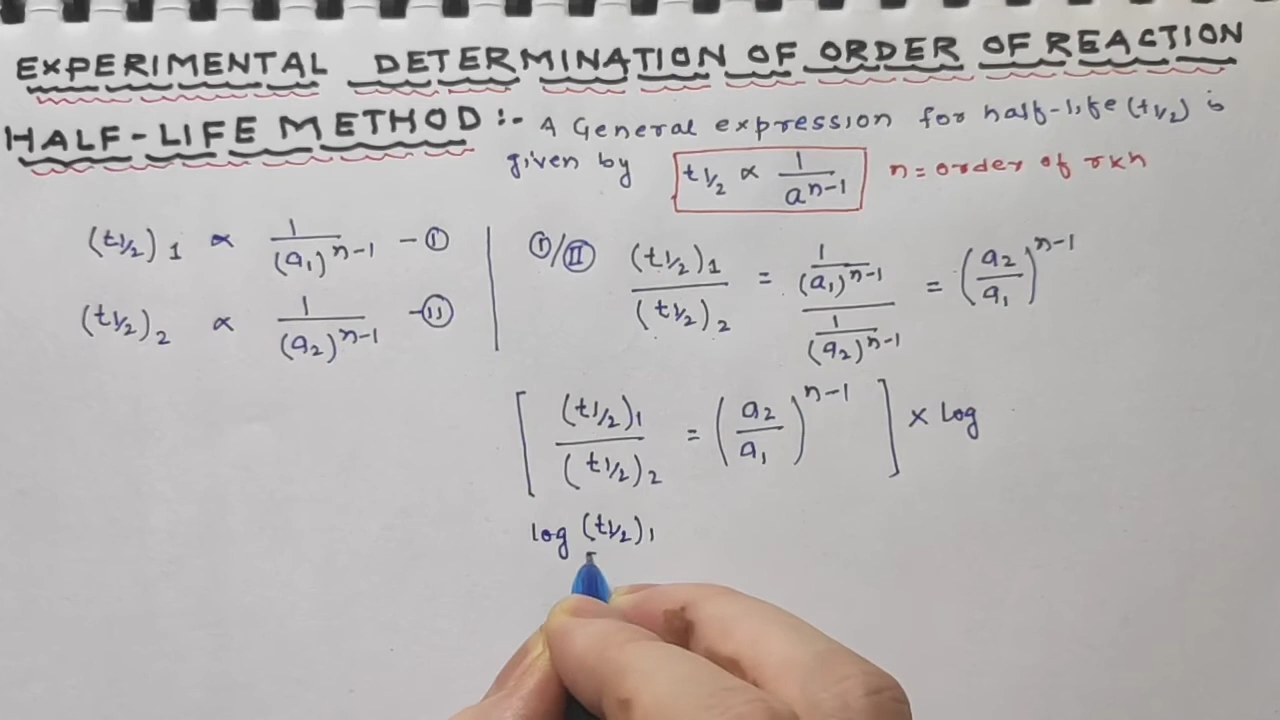 EXPERIMENTAL DETERMINATION OF ORDER OF REACTION
HALF-LIFE METHOD :- A General expression for half-life (t1/2) is
given by t1/2 ∝ 1/a^(n-1) n = order of rxn
(t1/2)1 ∝ 1/(a1)^(n-1) - Ⓘ
(t1/2)2 ∝ 1/(a2)^(n-1) - Ⓘⓘ
Ⓘ/Ⓘⓘ (t1/2)1/(t1/2)2 = (1/(a1)^(n-1))/(1/(a2)^(n-1)) = (a2/a1)^(n-1)
[(t1/2)1/(t1/2)2 = (a2/a1)^(n-1)] × log
log (t1/2)1